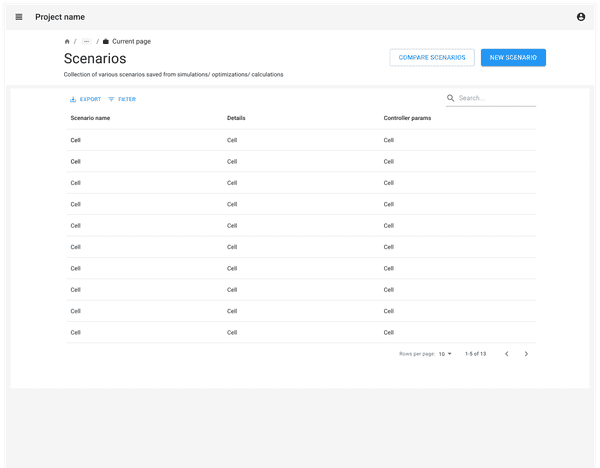 Project name
/ ... / Current page
Scenarios
COMPARE SCENARIOS NEW SCENARIO
Collection of various scenarios saved from simulations/ optimizations/ calculations
EXPORT FILTER Search...
Scenario name Details Controller params
Cell Cell Cell
Cell Cell Cell
Cell Cell Cell
Cell Cell Cell
Cell Cell Cell
Cell Cell Cell
Cell Cell Cell
Cell Cell Cell
Cell Cell Cell
Cell Cell Cell
Rows per page: 10 1-5 of 13